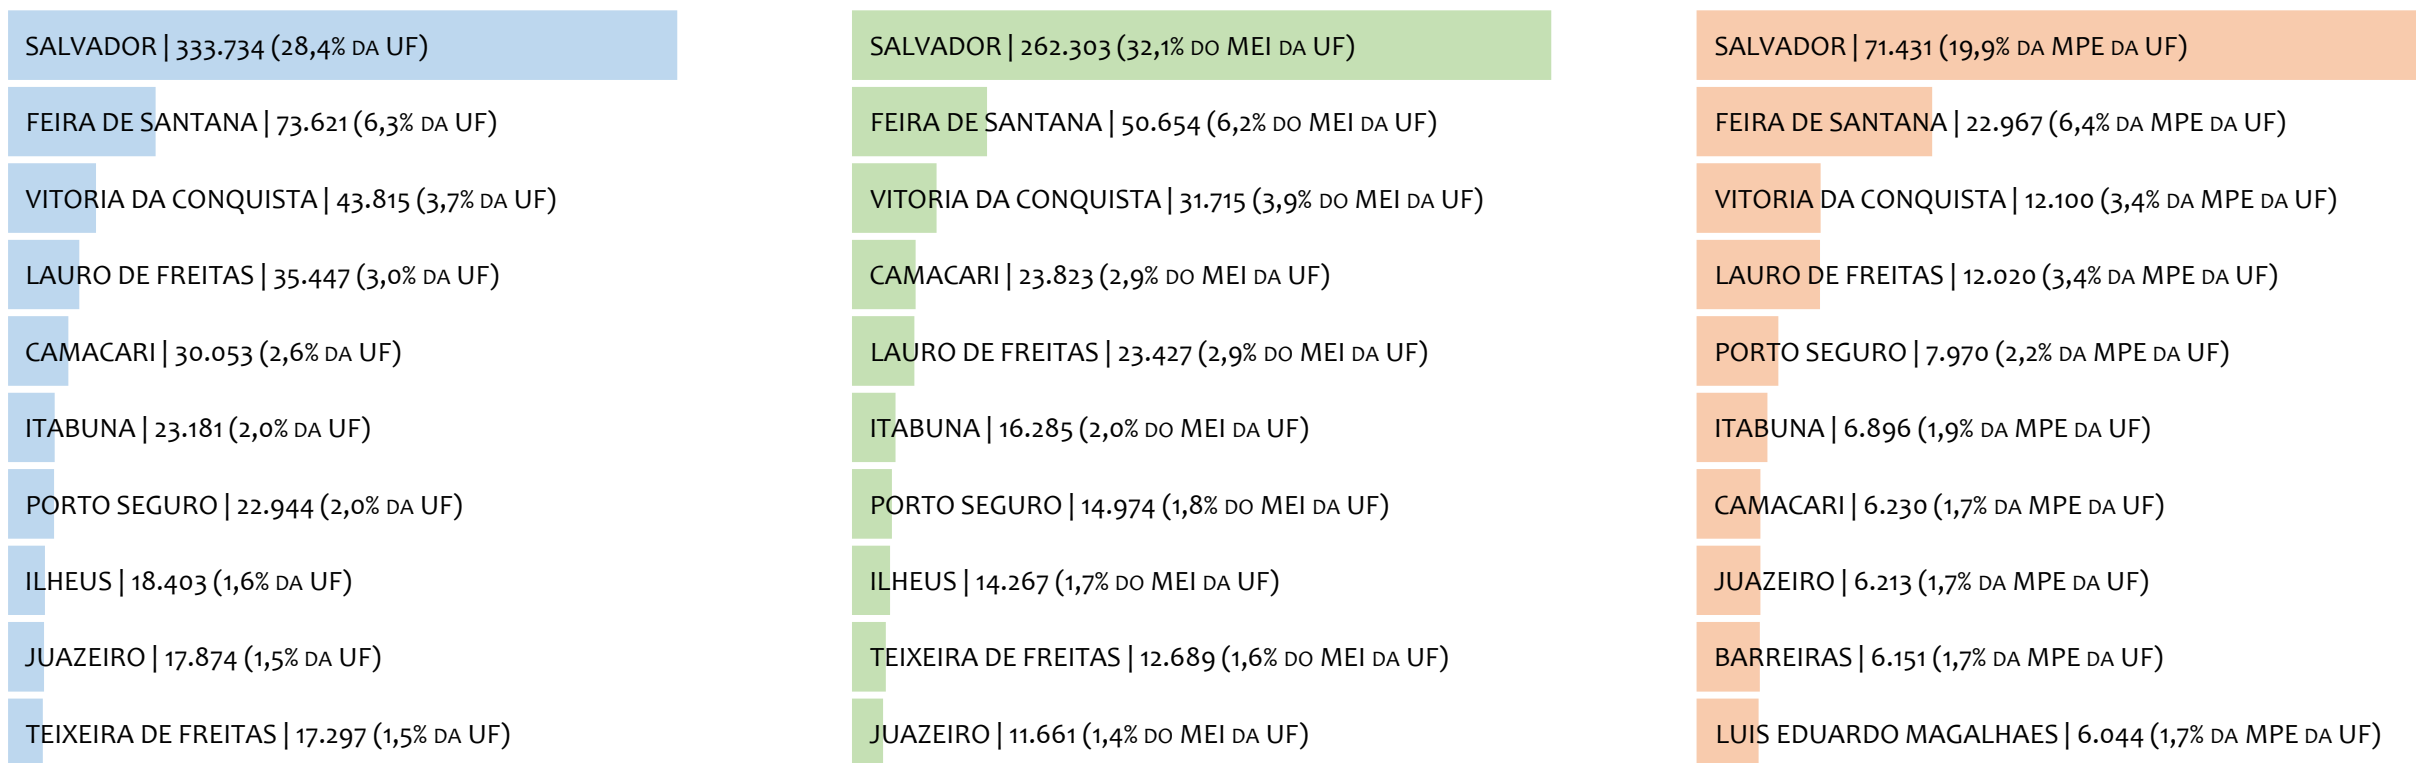 SALVADOR | 333.734 (28,4% DA UF)
FEIRA DE SANTANA | 73.621 (6,3% DA UF)
VITORIA DA CONQUISTA | 43.815 (3,7% DA UF)
LAURO DE FREITAS | 35.447 (3,0% DA UF)
CAMACARI | 30.053 (2,6% DA UF)
ITABUNA | 23.181 (2,0% DA UF)
PORTO SEGURO | 22.944 (2,0% DA UF)
ILHEUS | 18.403 (1,6% DA UF)
JUAZEIRO | 17.874 (1,5% DA UF)
TEIXEIRA DE FREITAS | 17.297 (1,5% DA UF)
SALVADOR | 262.303 (32,1% DO MEI DA UF)
FEIRA DE SANTANA | 50.654 (6,2% DO MEI DA UF)
VITORIA DA CONQUISTA | 31.715 (3,9% DO MEI DA UF)
CAMACARI | 23.823 (2,9% DO MEI DA UF)
LAURO DE FREITAS | 23.427 (2,9% DO MEI DA UF)
ITABUNA | 16.285 (2,0% DO MEI DA UF)
PORTO SEGURO | 14.974 (1,8% DO MEI DA UF)
ILHEUS | 14.267 (1,7% DO MEI DA UF)
TEIXEIRA DE FREITAS | 12.689 (1,6% DO MEI DA UF)
JUAZEIRO | 11.661 (1,4% DO MEI DA UF)
SALVADOR | 71.431 (19,9% DA MPE DA UF)
FEIRA DE SANTANA | 22.967 (6,4% DA MPE DA UF)
VITORIA DA CONQUISTA | 12.100 (3,4% DA MPE DA UF)
LAURO DE FREITAS | 12.020 (3,4% DA MPE DA UF)
PORTO SEGURO | 7.970 (2,2% DA MPE DA UF)
ITABUNA | 6.896 (1,9% DA MPE DA UF)
CAMACARI | 6.230 (1,7% DA MPE DA UF)
JUAZEIRO | 6.213 (1,7% DA MPE DA UF)
BARREIRAS | 6.151 (1,7% DA MPE DA UF)
LUIS EDUARDO MAGALHAES | 6.044 (1,7% DA MPE DA UF)